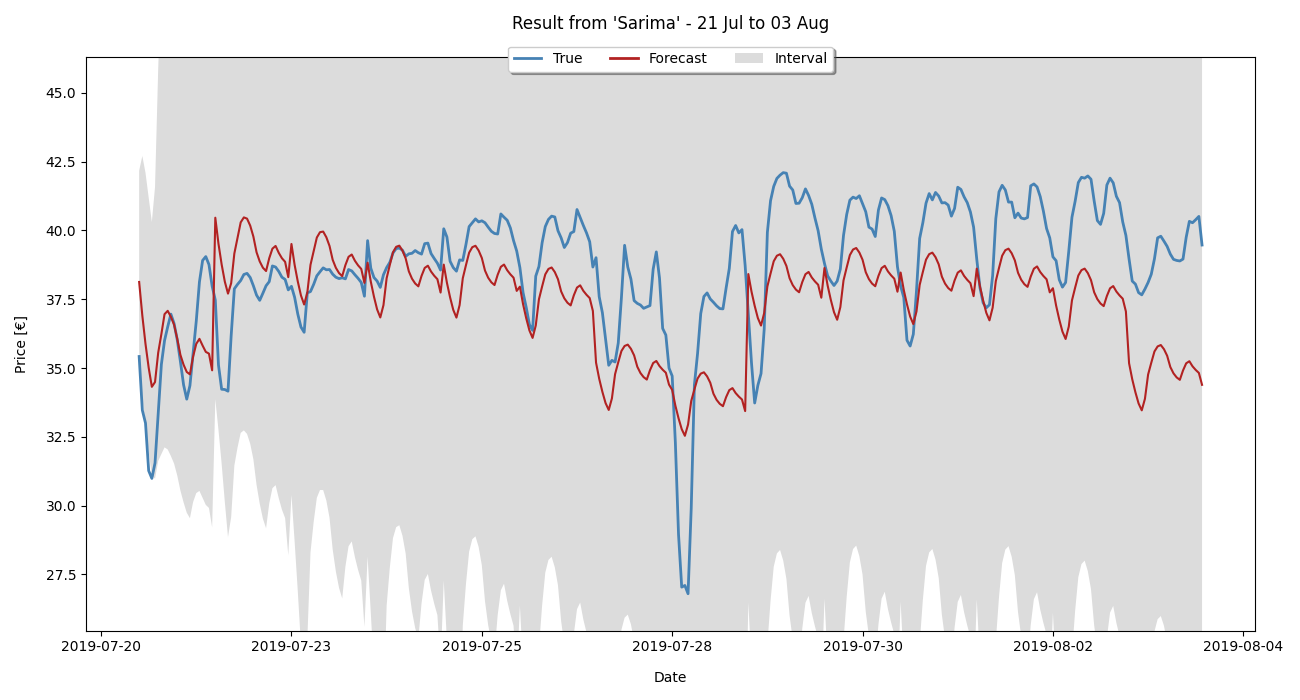 Result from 'Sarima' - 21 Jul to 03 Aug
True Forecast Interval
45.0
42.5
40.0
37.5
35.0
32.5
30.0
27.5
Price [€]
2019-07-20 2019-07-23 2019-07-25 2019-07-28 2019-07-30 2019-08-02 2019-08-04
Date